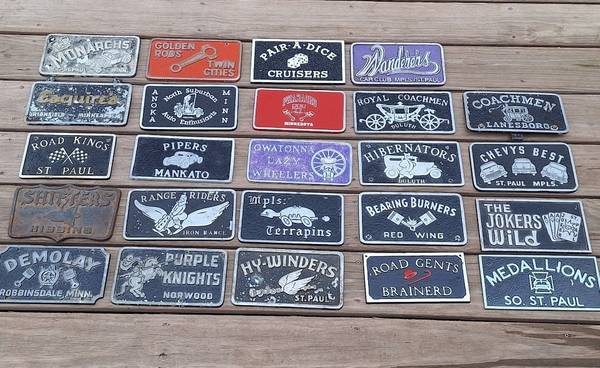 MONARCHS
GOLDEN
RODS
TWIN
CITIES
PAIR-A-DICE
CRUISERS
Wanderers
CAR CLUB MPLS. ST. PAUL
Esquires
ANOKA
North Suburban
Auto Enthusiasts
MINN
MINNESOTA
ROYAL COACHMEN
DULUTH
COACHMEN
LANESBORO
ROAD KINGS
ST PAUL
PIPERS
MANKATO
OWATONNA
LAZY
WHEELERS
HIBERNATORS
DULUTH
CHEVYS BEST
ST. PAUL MPLS.
SHIFTERS
HIBBING
RANGE RIDERS
IRON RANGE
Mpls.
Terrapins
BEARING BURNERS
RED WING
THE
JOKERS
WILD
DEMOLAY
ROBBINSDALE, MINN.
PURPLE
KNIGHTS
NORWOOD
HY-WINDERS
ST. PAUL
ROAD GENTS
BRAINERD
MEDALLIONS
SO. ST. PAUL